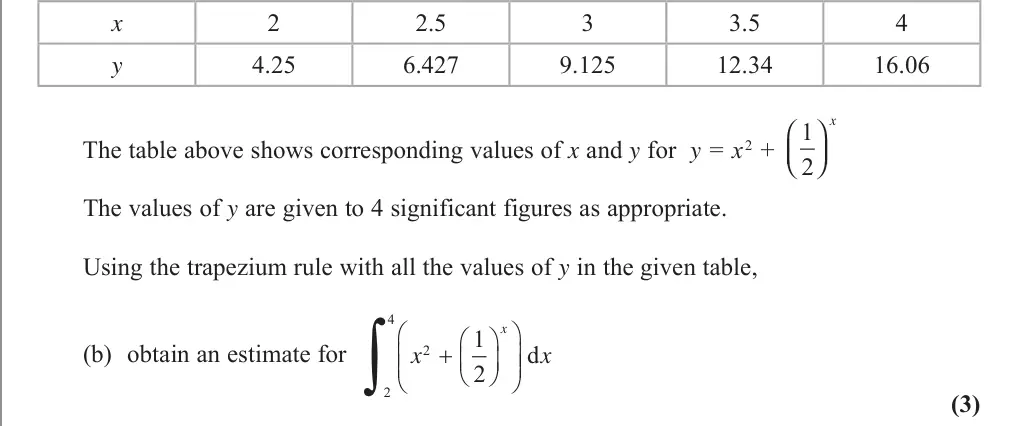 x 2 2.5 3 3.5 4
y 4.25 6.427 9.125 12.34 16.06
The table above shows corresponding values of x and y for y = x² + (1/2)ˣ
The values of y are given to 4 significant figures as appropriate.
Using the trapezium rule with all the values of y in the given table,
(b) obtain an estimate for ∫₂⁴ (x² + (1/2)ˣ) dx
(3)